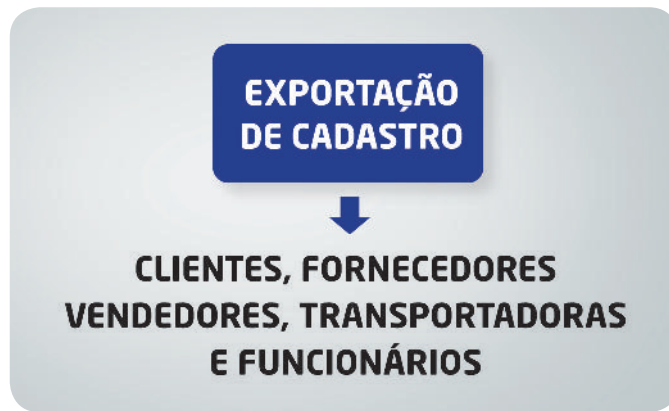 EXPORTAÇÃO
DE CADASTRO
CLIENTES, FORNECEDORES
VENDEDORES, TRANSPORTADORAS
E FUNCIONÁRIOS